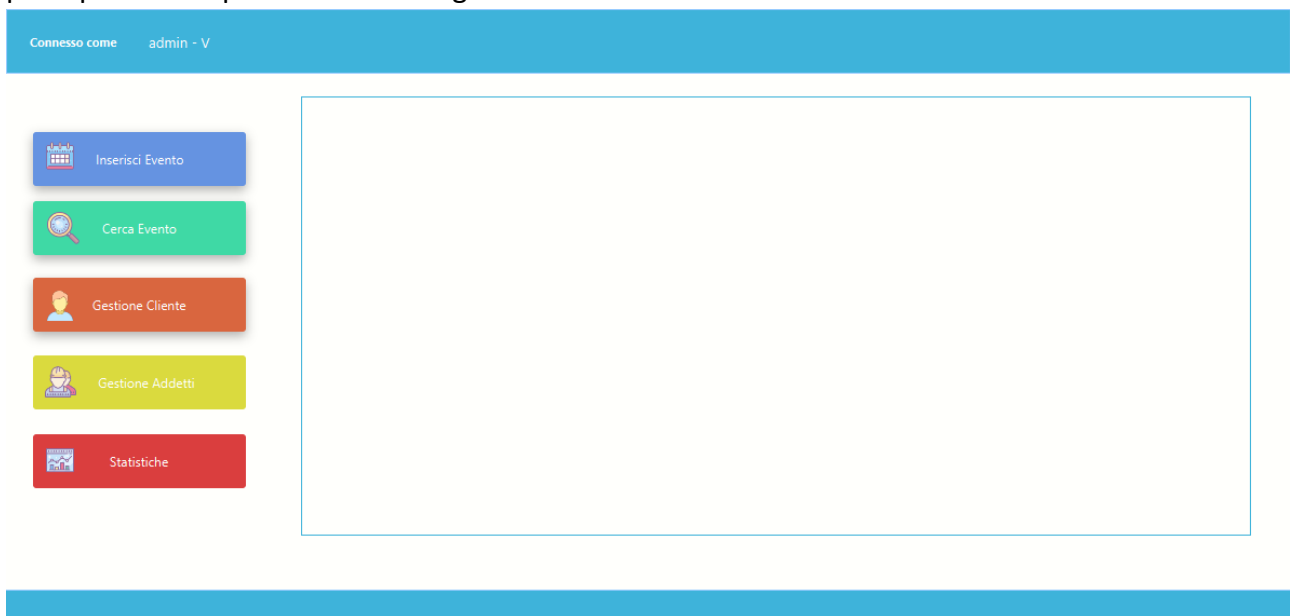 Connesso come admin - V
Inserisci Evento
Cerca Evento
Gestione Cliente
Gestione Addetti
Statistiche